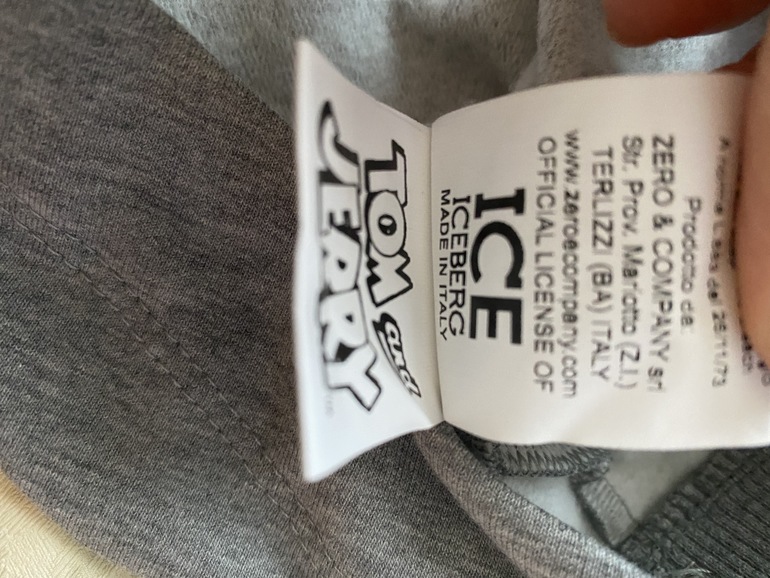 Prodotto da:
ZERO & COMPANY srl
Str. Prov. Mariotto (Z.I.)
TERLIZZI (BA) ITALY
www.zeroecompany.com
OFFICIAL LICENSE OF
ICE
ICEBERG
MADE IN ITALY
TOM and
JERRY